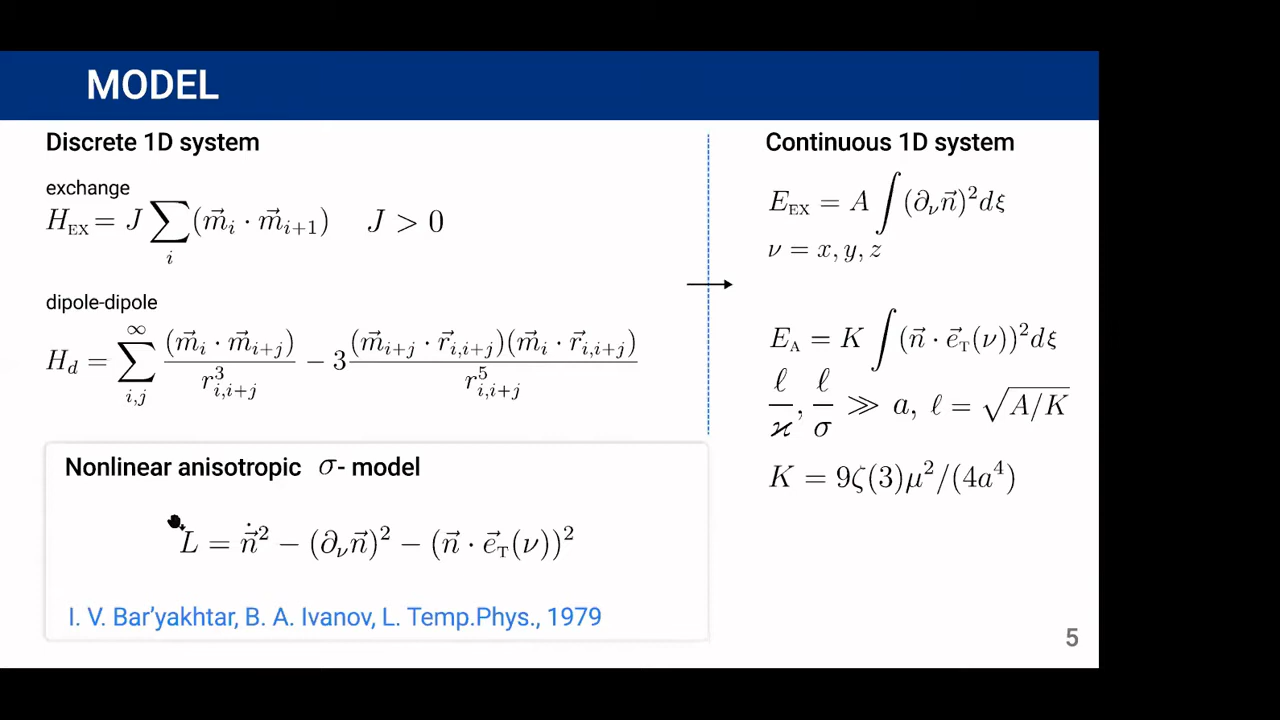 MODEL
Discrete 1D system
exchange
H_EX = J ∑_i (m⃗_i · m⃗_{i+1})   J > 0
dipole-dipole
H_d = ∑_{i,j}^∞ (m⃗_i · m⃗_{i+j}) / r³_{i,i+j} − 3 (m⃗_{i+j} · r⃗_{i,i+j})(m⃗_i · r⃗_{i,i+j}) / r⁵_{i,i+j}
Nonlinear anisotropic σ- model
L = n⃗̇² − (∂_ν n⃗)² − (n⃗ · e⃗_T(ν))²
I. V. Bar’yakhtar, B. A. Ivanov, L. Temp.Phys., 1979
Continuous 1D system
E_EX = A ∫ (∂_ν n⃗)² dξ
ν = x, y, z
E_A = K ∫ (n⃗ · e⃗_T(ν))² dξ
ℓ/ϰ, ℓ/σ ≫ a, ℓ = √(A/K)
K = 9ζ(3)μ²/(4a⁴)
5